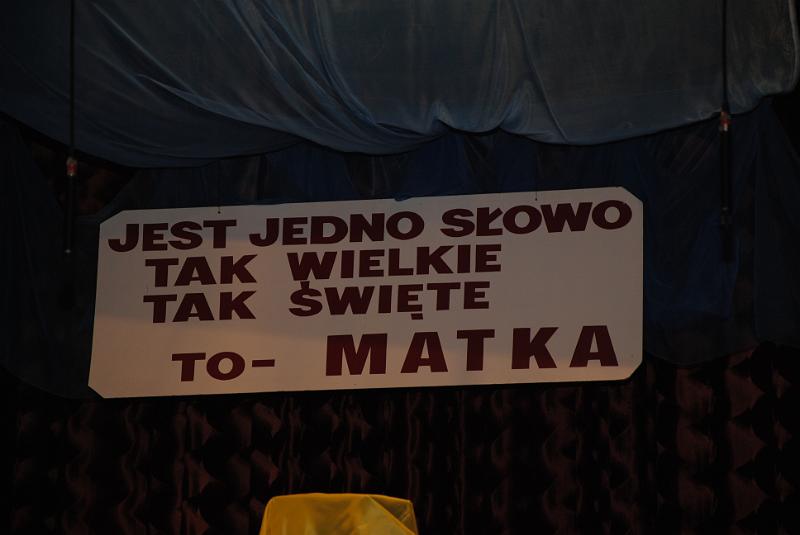 JEST JEDNO SŁOWO
TAK WIELKIE
TAK ŚWIĘTE
TO- MATKA